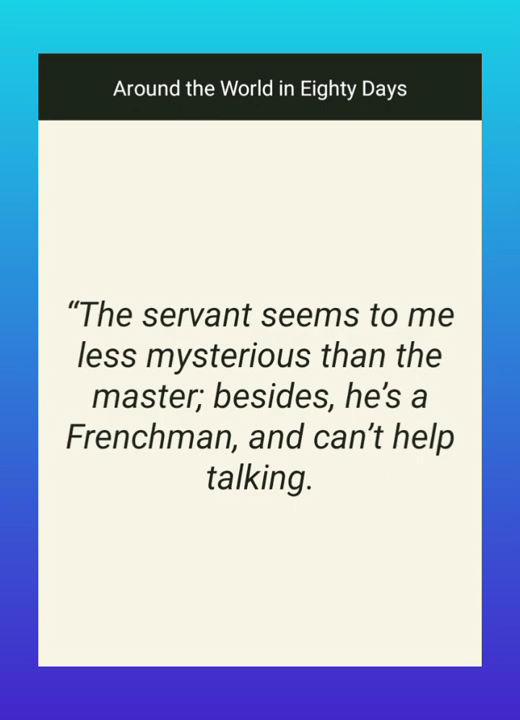 Around the World in Eighty Days
“The servant seems to me
less mysterious than the
master; besides, he’s a
Frenchman, and can’t help
talking.